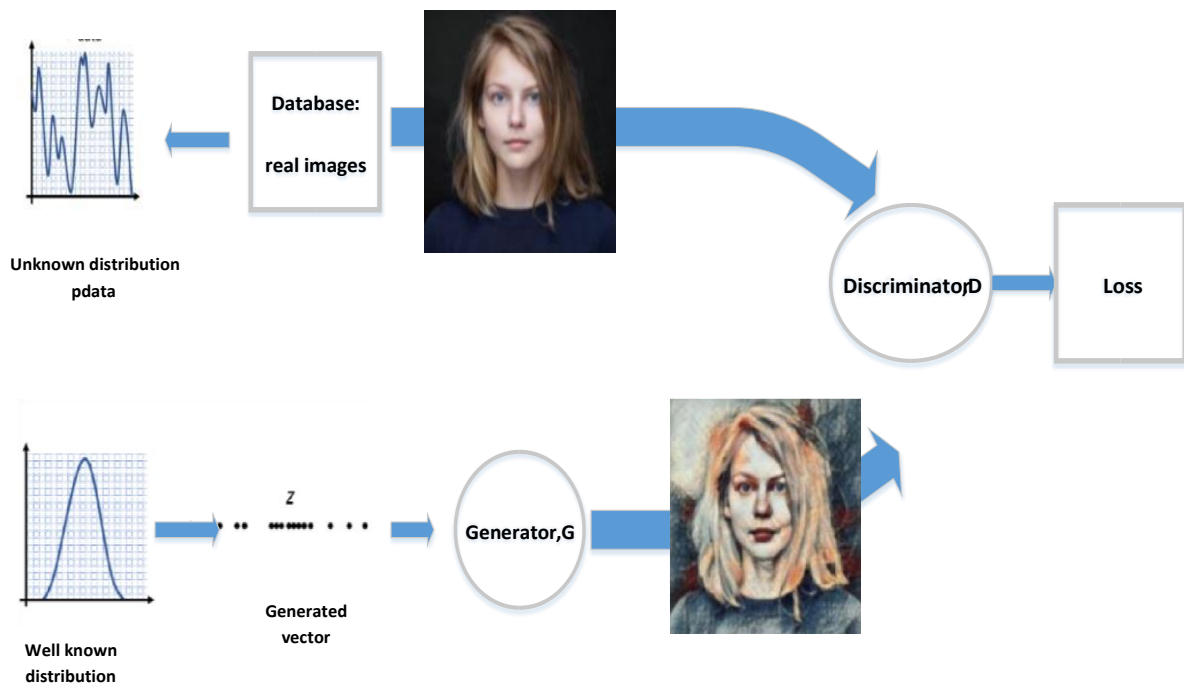 Database:
real images
Unknown distribution
pdata
Discriminator,D
Loss
Z
Generator,G
Generated
vector
Well known
distribution